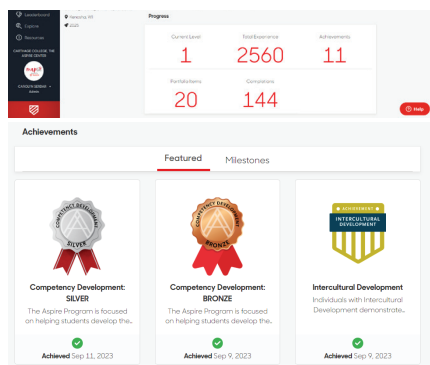 Leaderboard
Explore
Resources
CARTHAGE COLLEGE: THE
ASPIRE CENTER
Admin
2025
Progress
Current Level
Total Experience
Achievements
1
2560
11
Portfolio Items
Completions
20
144
Help
Achievements
Featured
Milestones
COMPETENCY DEVELOPMENT
SILVER
COMPETENCY DEVELOPMENT
BRONZE
ACHIEVEMENT
INTERCULTURAL
DEVELOPMENT
Competency Development:
SILVER
The Aspire Program is focused
on helping students develop the..
Achieved Sep 11, 2023
Competency Development:
BRONZE
The Aspire Program is focused
on helping students develop the..
Achieved Sep 9, 2023
Intercultural Development
Individuals with Intercultural
Development demonstrate..
Achieved Sep 9, 2023